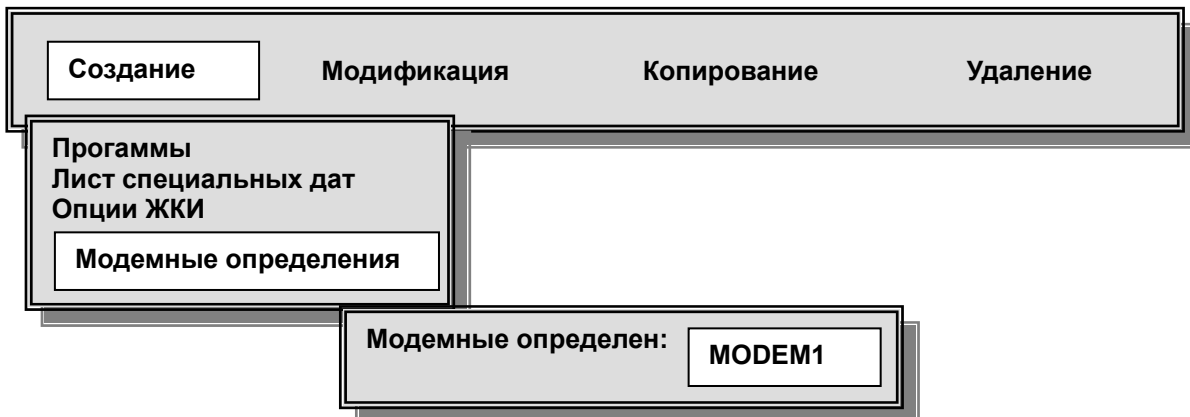 Создание Модификация Копирование Удаление
Прогаммы
Лист специальных дат
Опции ЖКИ
Модемные определения
Модемные определен: MODEM1